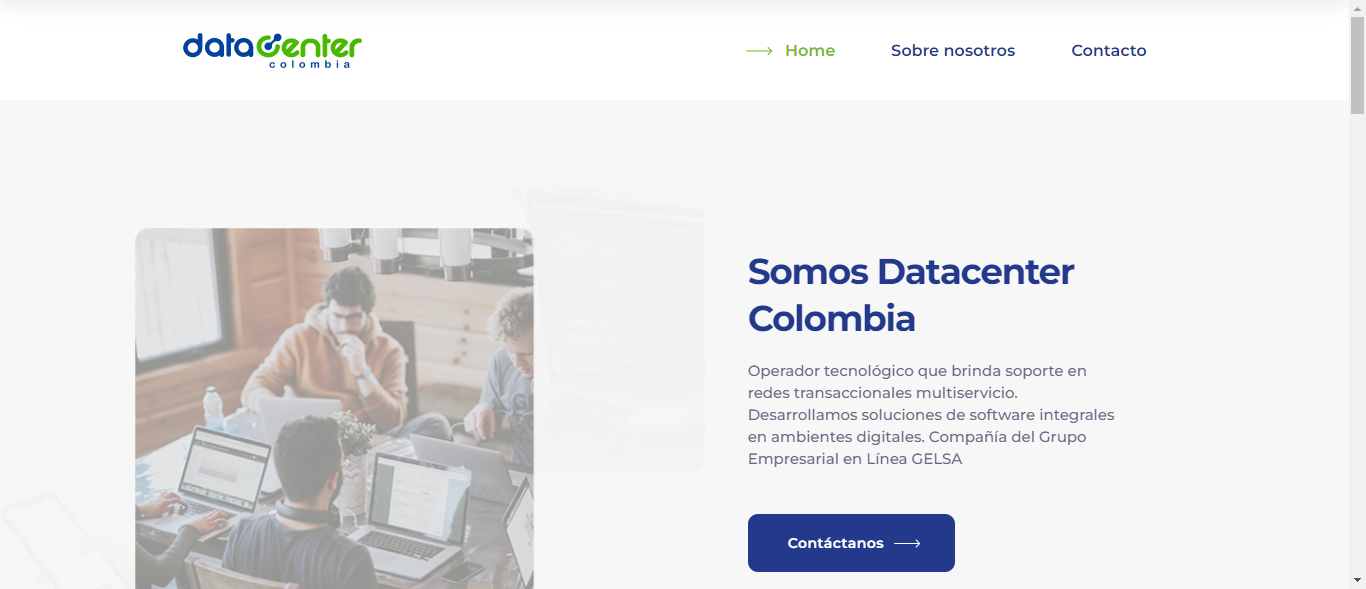 datacenter
colombia
Home
Sobre nosotros
Contacto
Somos Datacenter
Colombia
Operador tecnológico que brinda soporte en
redes transaccionales multiservicio.
Desarrollamos soluciones de software integrales
en ambientes digitales. Compañía del Grupo
Empresarial en Línea GELSA
Contáctanos